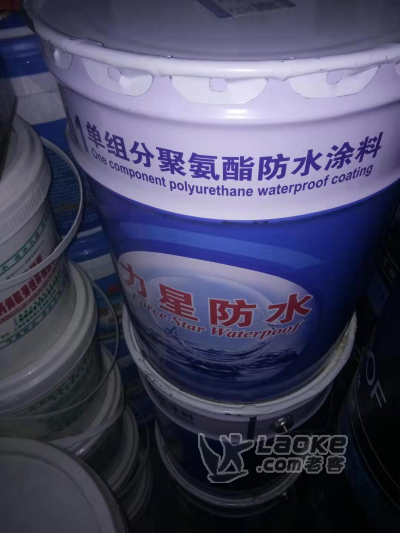 单组分聚氨酯防水涂料
One component polyurethane waterproof coating
力星防水
Force Star Waterproof
LAOKE
.com老客